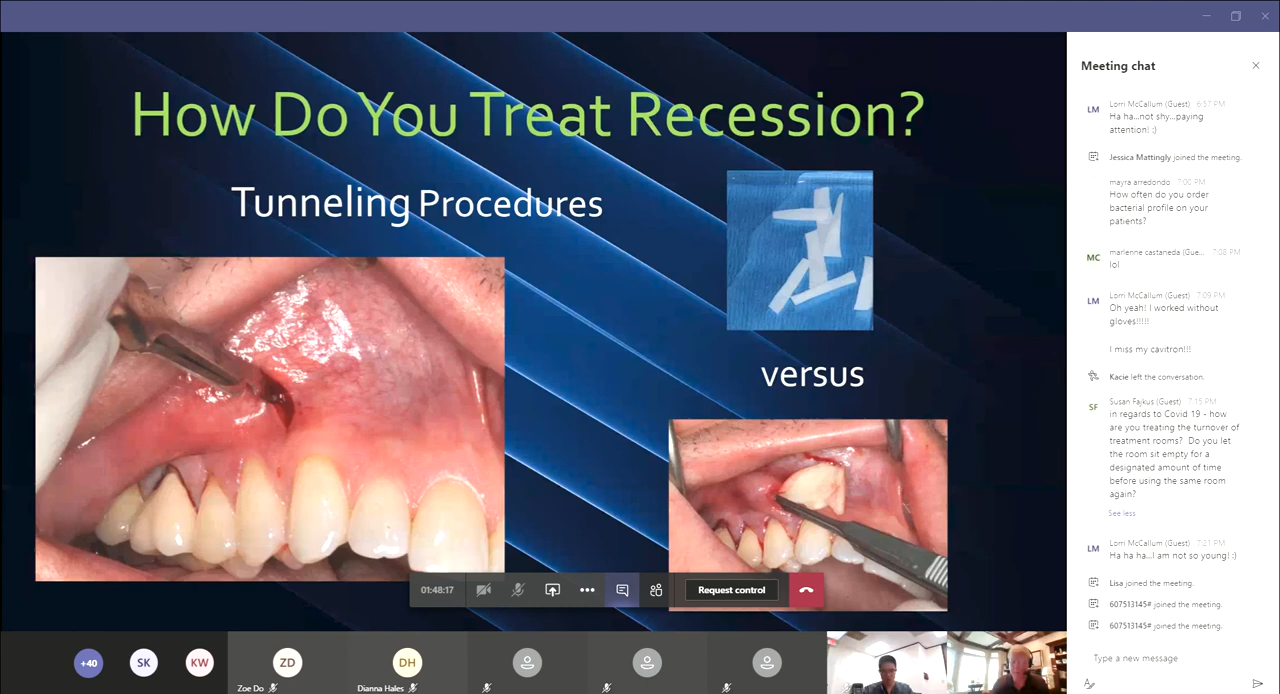 How Do You Treat Recession?
Tunneling Procedures
versus
01:48:17
Request control
+40
SK
KW
ZD
Zoe Do
DH
Dianna Hales
Meeting chat
LM
Lorri McCallum (Guest) 6:57 PM
Ha ha...not shy...paying
attention! :)
Jessica Mattingly joined the meeting.
mayra arredondo 7:00 PM
How often do you order
bacterial profile on your
patients?
MC
marlenne castaneda (Gue... 7:08 PM
lol
LM
Lorri McCallum (Guest) 7:09 PM
Oh yeah! I worked without
gloves!!!!!
I miss my cavitron!!!
Kacie left the conversation.
SF
Susan Fajkus (Guest) 7:15 PM
in regards to Covid 19 - how
are you treating the turnover of
treatment rooms? Do you let
the room sit empty for a
designated amount of time
before using the same room
again?
See less
LM
Lorri McCallum (Guest) 7:21 PM
Ha ha ha...I am not so young! :)
Lisa joined the meeting.
607513145# joined the meeting.
607513145# joined the meeting.
Type a new message